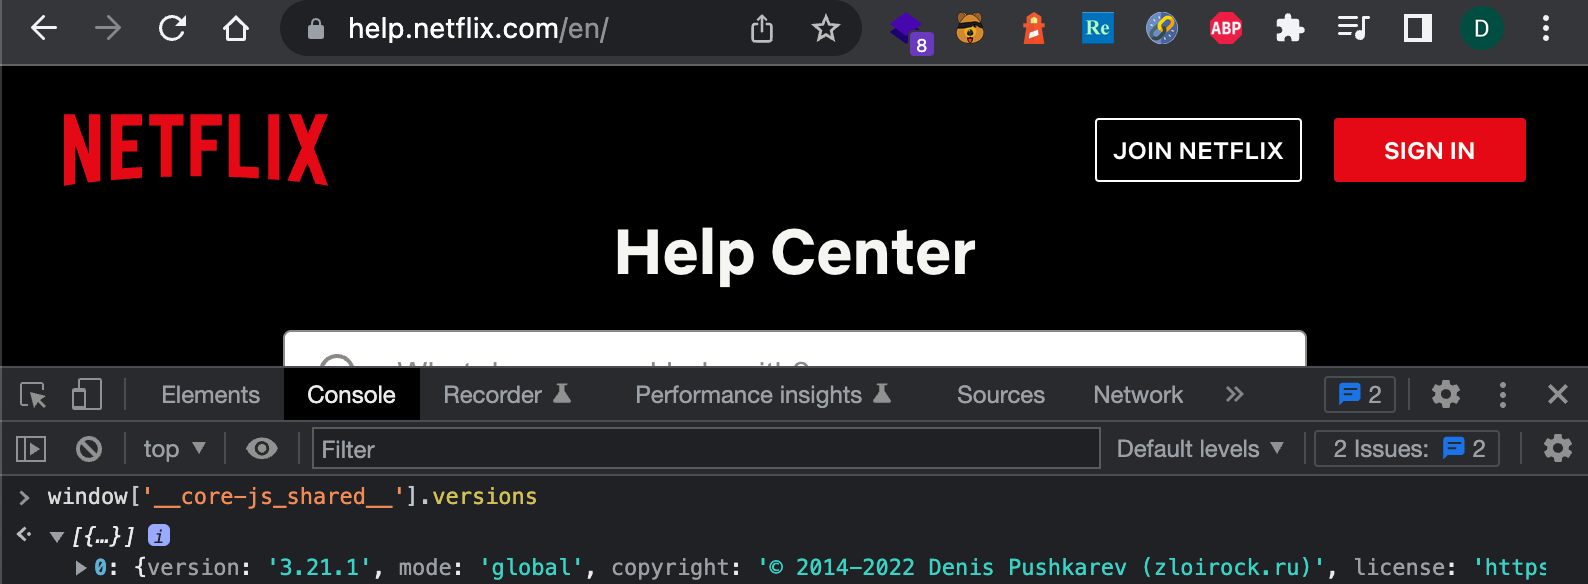 help.netflix.com/en/
8
Re
ABP
D
NETFLIX
JOIN NETFLIX
SIGN IN
Help Center
Elements
Console
Recorder
Performance insights
Sources
Network
2
top
Filter
Default levels
2 Issues:
2
window['__core-js_shared__'].versions
[{…}] i
0: {version: '3.21.1', mode: 'global', copyright: '© 2014–2022 Denis Pushkarev (zloirock.ru)', license: 'https